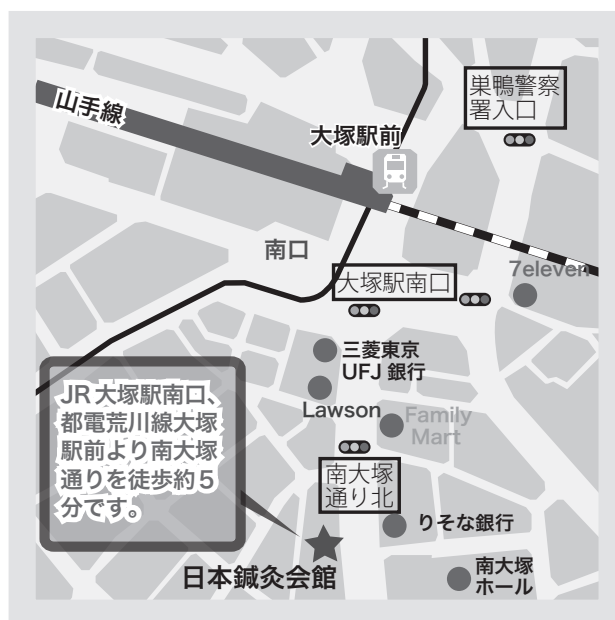 山手線
大塚駅前
巣鴨警察
署入口
南口
大塚駅南口
7eleven
三菱東京
UFJ 銀行
Lawson
Family
Mart
JR 大塚駅南口、
都電荒川線大塚
駅前より南大塚
通りを徒歩約5
分です。
南大塚
通り北
りそな銀行
日本鍼灸会館
南大塚
ホール